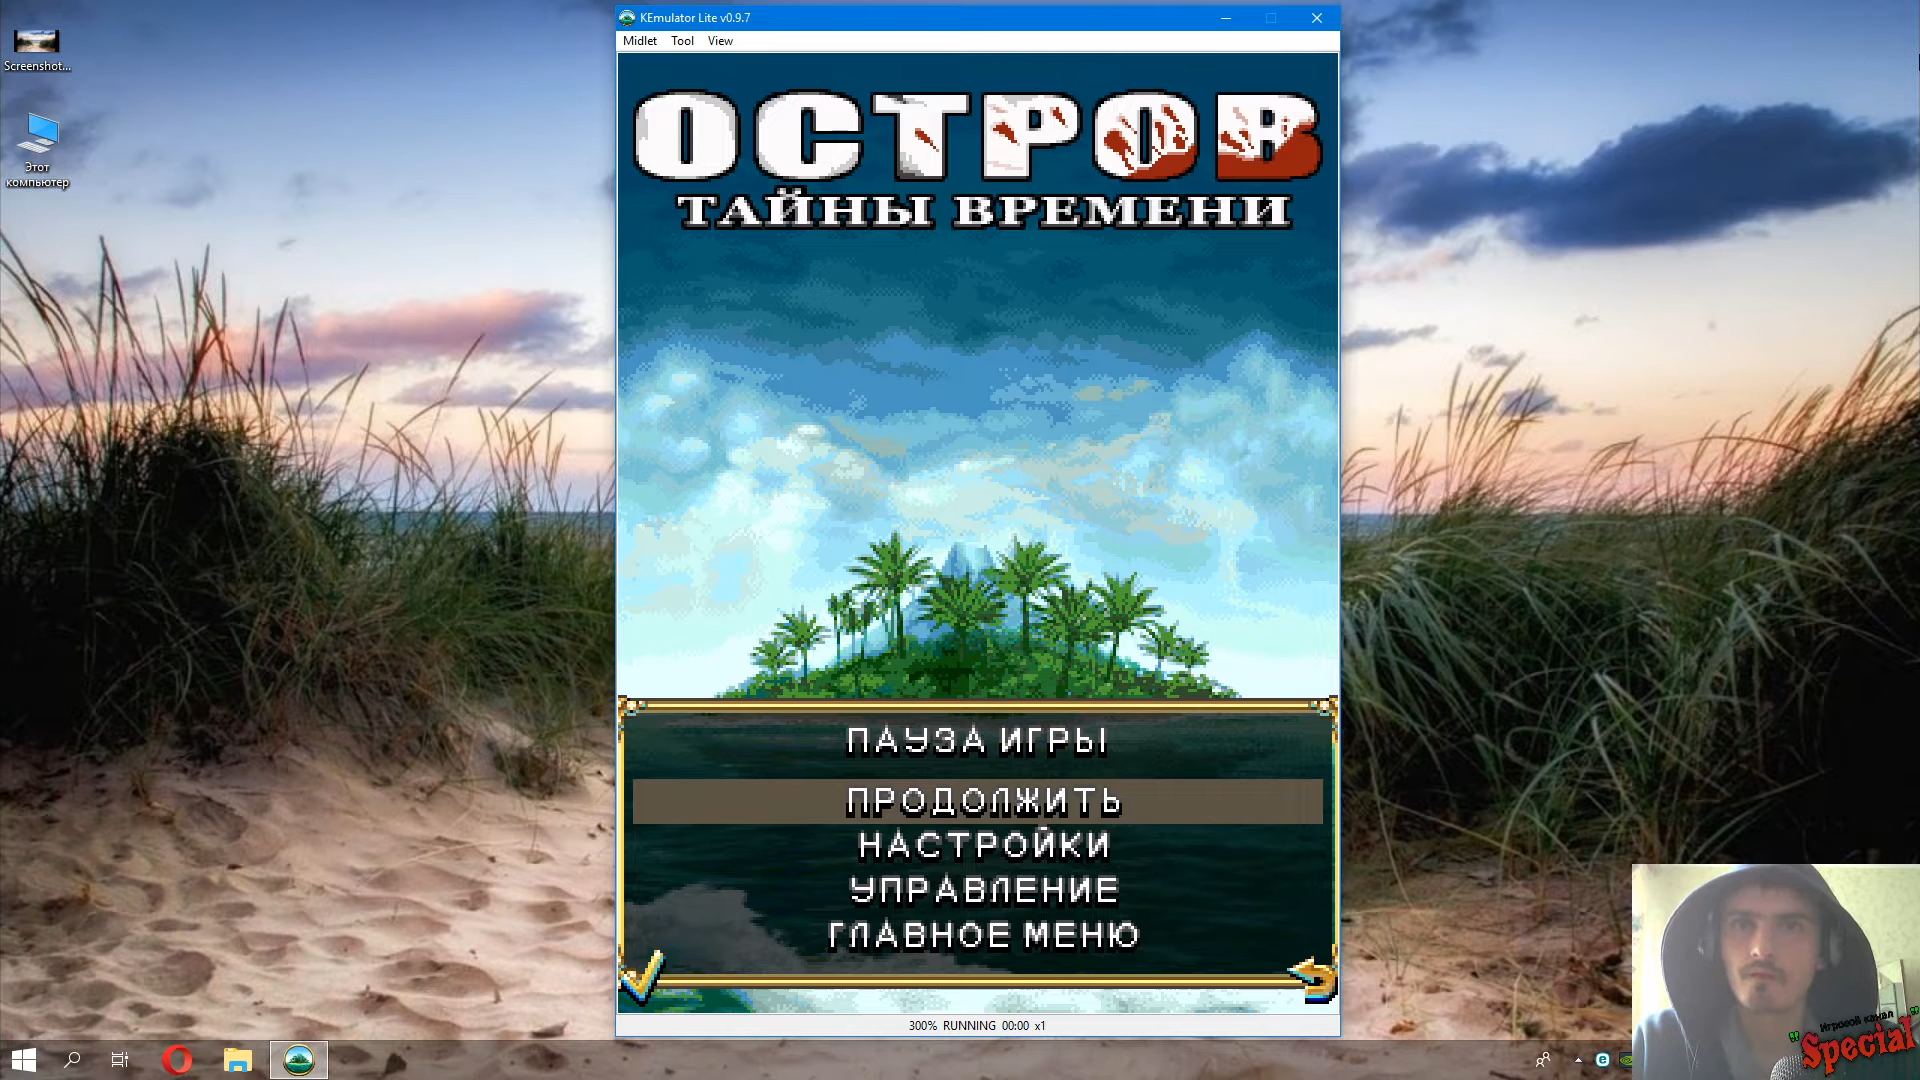 KEmulator Lite v0.9.7
Midlet Tool View
Screenshot...
Этот
компьютер
ОСТРОВ
ТАЙНЫ ВРЕМЕНИ
ПАУЗА ИГРЫ
ПРОДОЛЖИТЬ
НАСТРОЙКИ
УПРАВЛЕНИЕ
ГЛАВНОЕ МЕНЮ
300% RUNNING 00:00 x1
Игровой канал
"Special"